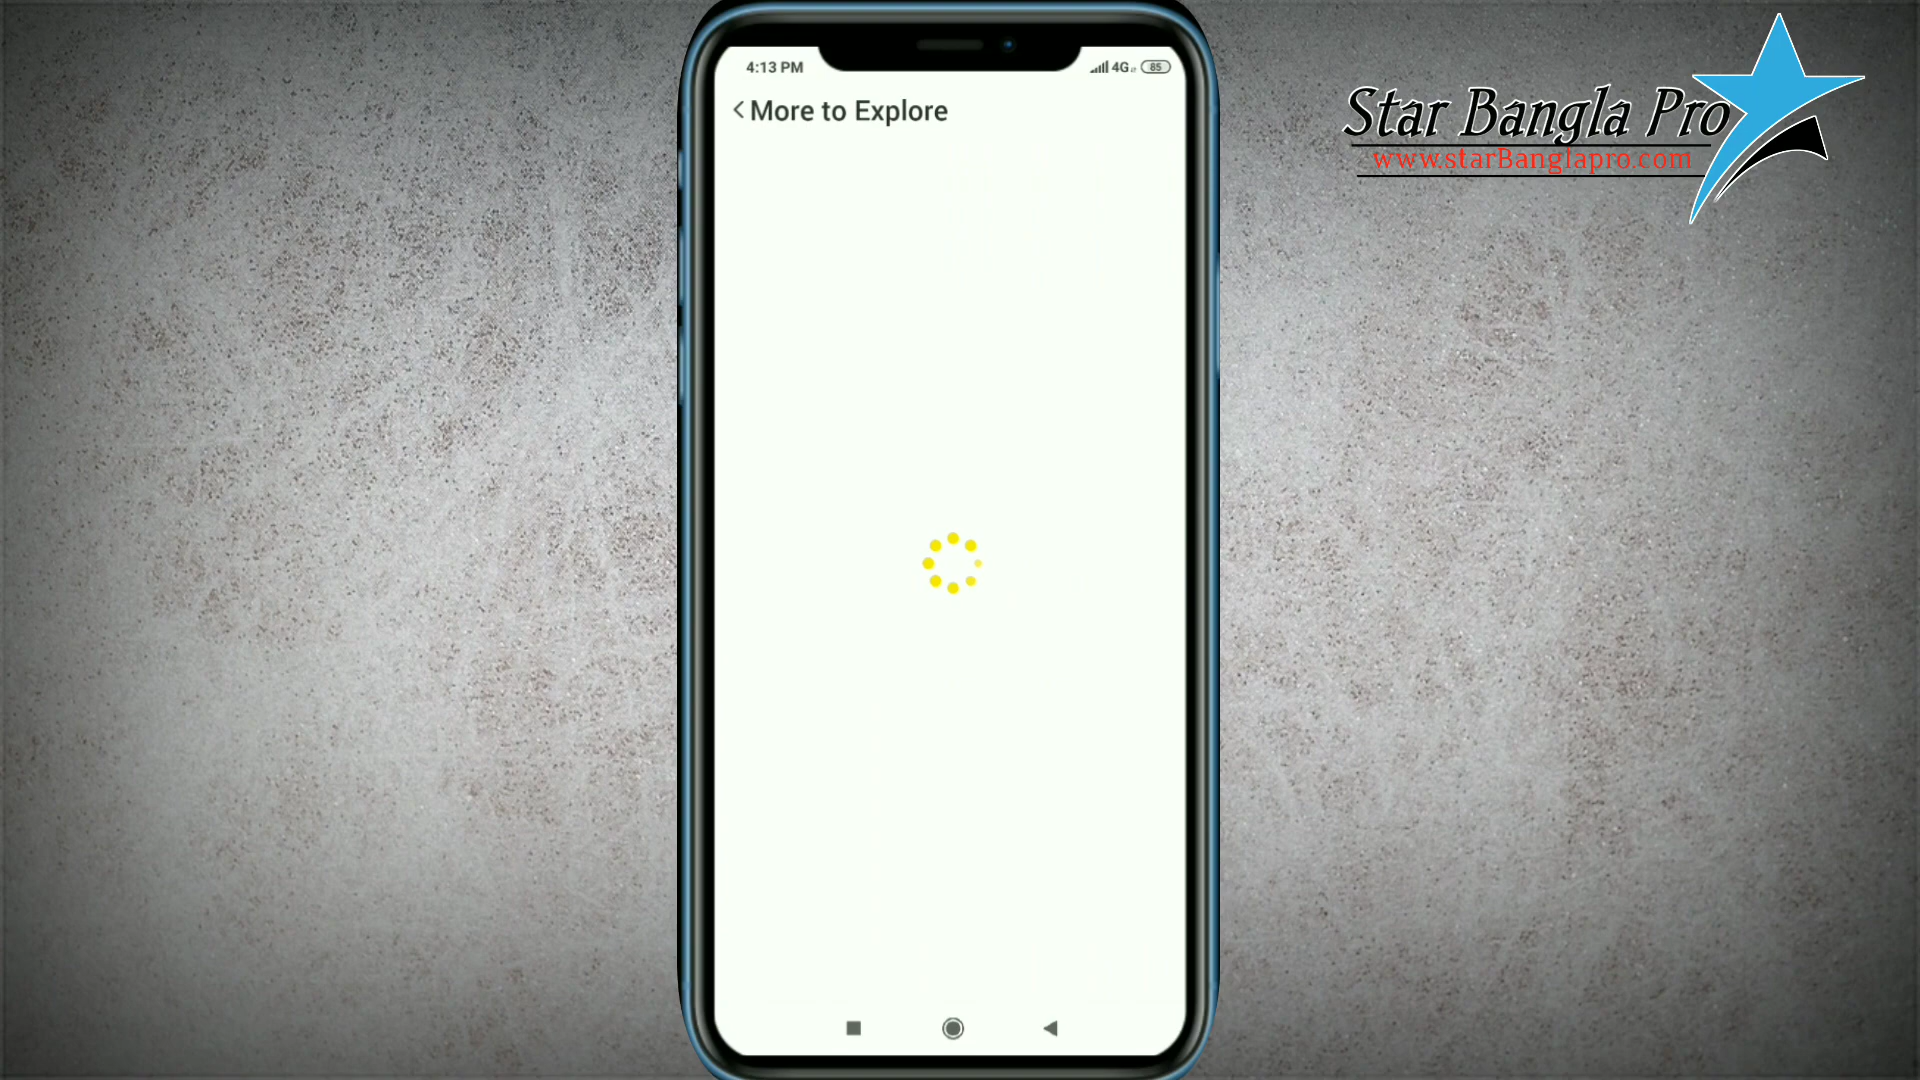 4:13 PM
4G 85
More to Explore
Star Bangla Pro
www.starBanglapro.com